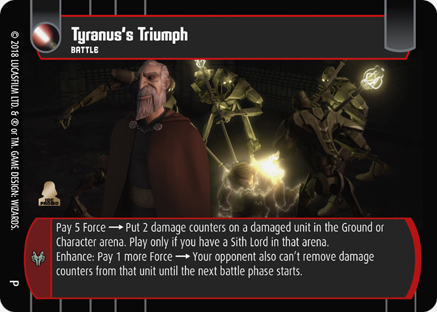 Tyranus's Triumph
BATTLE
© 2018 LUCASFILM LTD. & ® or TM. GAME DESIGN: WIZARDS.
P
Pay 5 Force → Put 2 damage counters on a damaged unit in the Ground or
Character arena. Play only if you have a Sith Lord in that arena.
Enhance: Pay 1 more Force → Your opponent also can't remove damage
counters from that unit until the next battle phase starts.